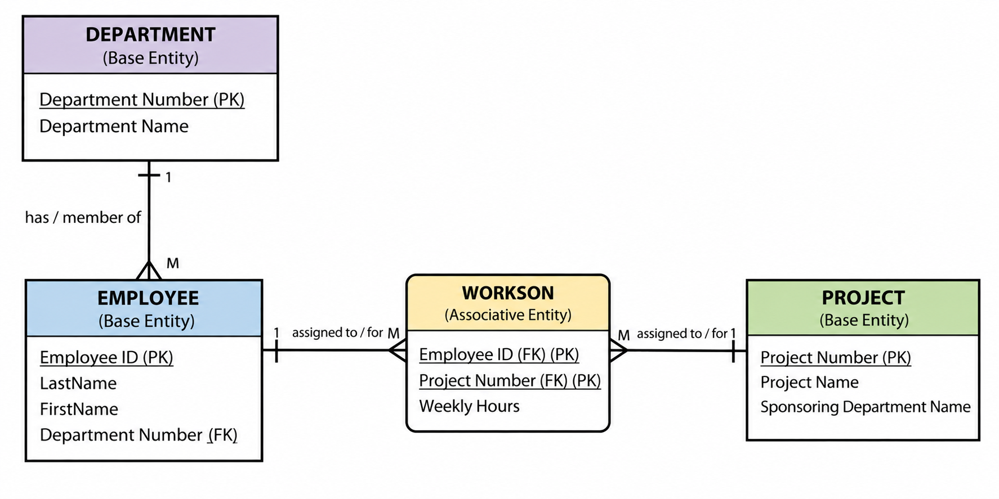 DEPARTMENT
(Base Entity)
Department Number (PK)
Department Name
1
has / member of
M
EMPLOYEE
(Base Entity)
Employee ID (PK)
LastName
FirstName
Department Number (FK)
1 assigned to / for M
WORKSON
(Associative Entity)
Employee ID (FK) (PK)
Project Number (FK) (PK)
Weekly Hours
M assigned to / for 1
PROJECT
(Base Entity)
Project Number (PK)
Project Name
Sponsoring Department Name